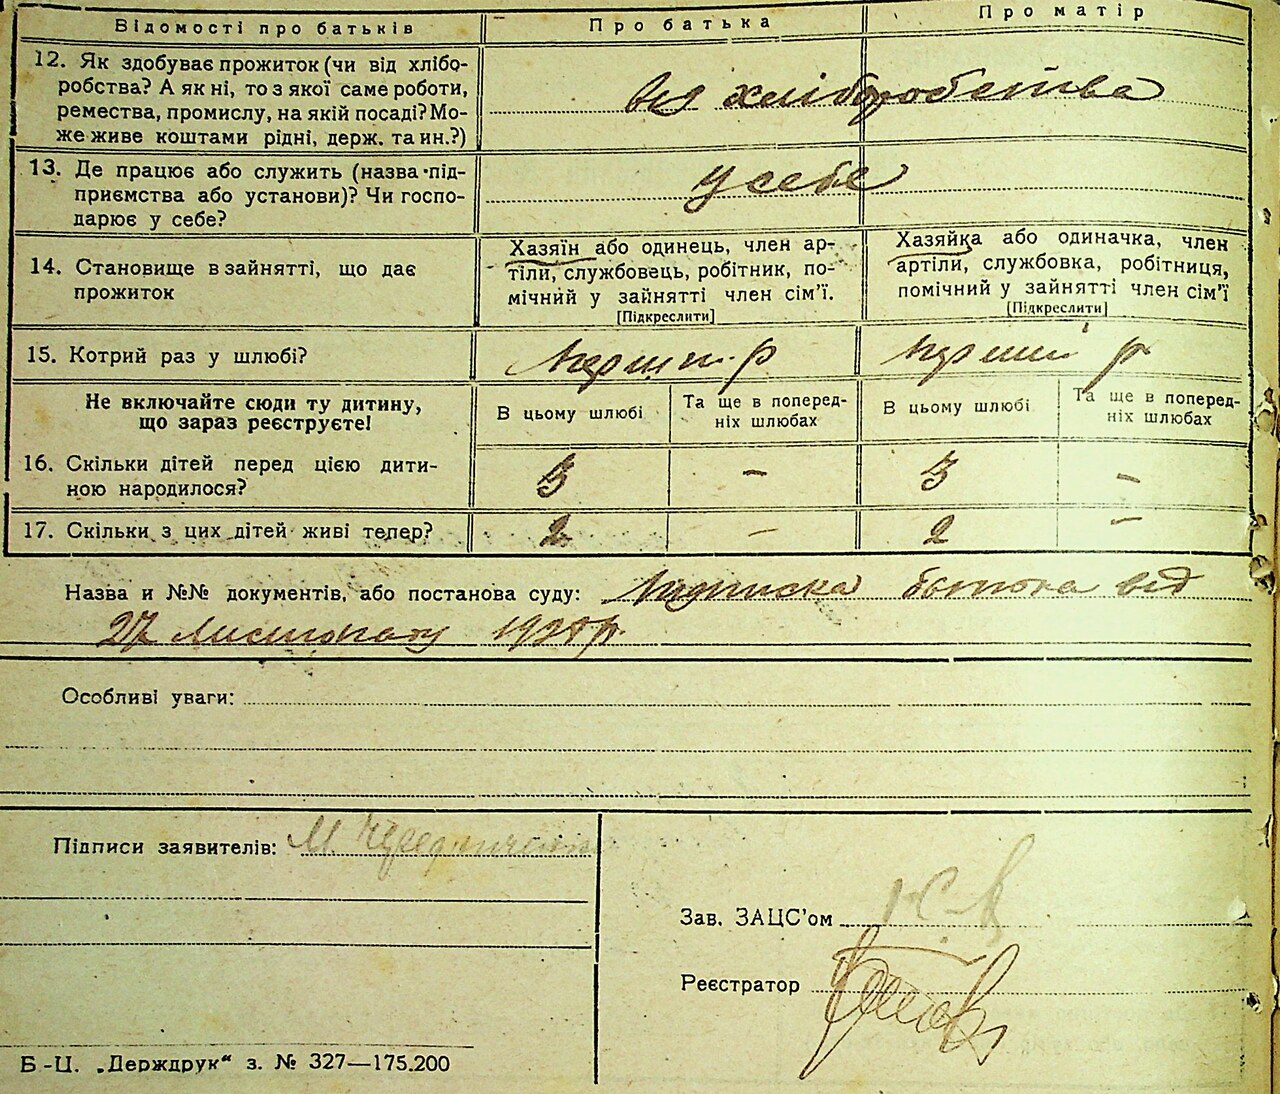 Відомості про батьків
Про батька
Про матір
12. Як здобуває прожиток (чи від хлібо-
робства? А як ні, то з якої саме роботи,
ремества, промислу, на якій посаді? Мо-
же живе коштами рідні, держ. та ин.?)
від хліборобства
13. Де працює або служить (назва під-
приємства або установи)? Чи госпо-
дарює у себе?
у себе
14. Становище в зайнятті, що дає
прожиток
Хазяїн або одинець, член ар-
тіли, службовець, робітник, по-
мічний у зайнятті член сім'ї.
[Підкреслити]
Хазяйка або одиначка, член
артіли, службовка, робітниця,
помічний у зайнятті член сім'ї
[Підкреслити]
15. Котрий раз у шлюбі?
перший р
перший р
Не включайте сюди ту дитину,
що зараз реєструєте!
В цьому шлюбі
Та ще в поперед-
ніх шлюбах
В цьому шлюбі
Та ще в поперед-
ніх шлюбах
16. Скільки дітей перед цією дити-
ною народилося?
3 - 3 -
17. Скільки з цих дітей живі тепер?
2 - 2 -
Назва и №№ документів, або постанова суду: Підписка батька від
27 Листопаду
Особливі уваги:
Підписи заявителів: М.
Зав. ЗАЦС'ом
Реєстратор
Б-Ц. „Держдрук“ з. № 327—175.200